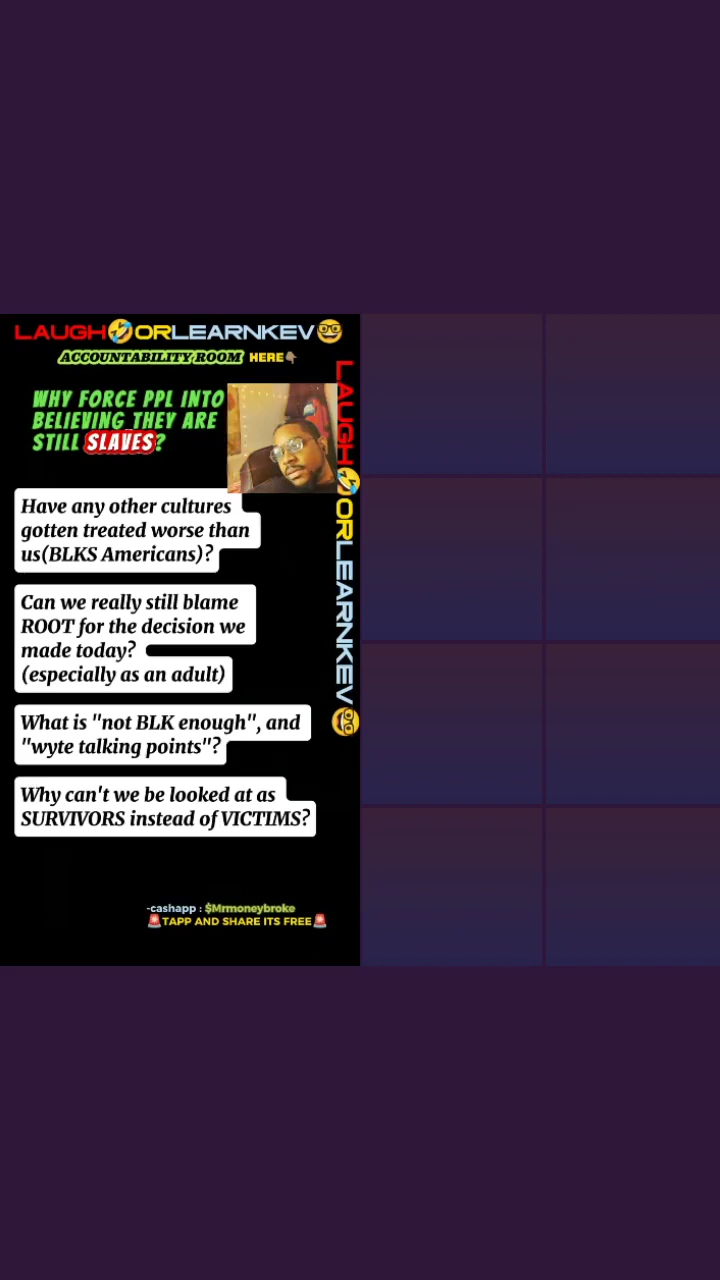 LAUGH🤣ORLEARNKEV🤓
ACCOUNTABILITY ROOM HERE👇🏽
WHY FORCE PPL INTO
BELIEVING THEY ARE
STILL SLAVES?
LAUGH🤣ORLEARNKEV🤓
Have any other cultures
gotten treated worse than
us(BLKS Americans)?
Can we really still blame
ROOT for the decision we
made today?
(especially as an adult)
What is "not BLK enough", and
"wyte talking points"?
Why can't we be looked at as
SURVIVORS instead of VICTIMS?
-cashapp : $Mrmoneybroke
🚨TAPP AND SHARE ITS FREE🚨